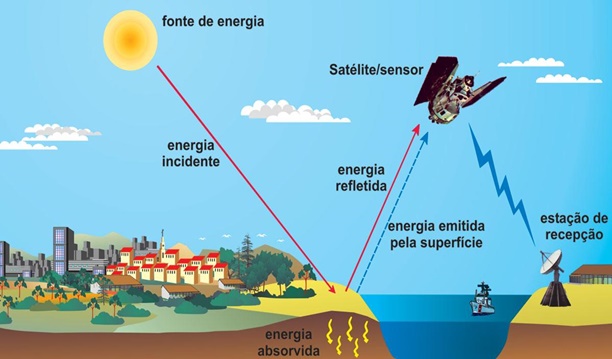 fonte de energia
Satélite/sensor
energia
incidente
energia
refletida
energia emitida
pela superfície
estação de
recepção
energia
absorvida